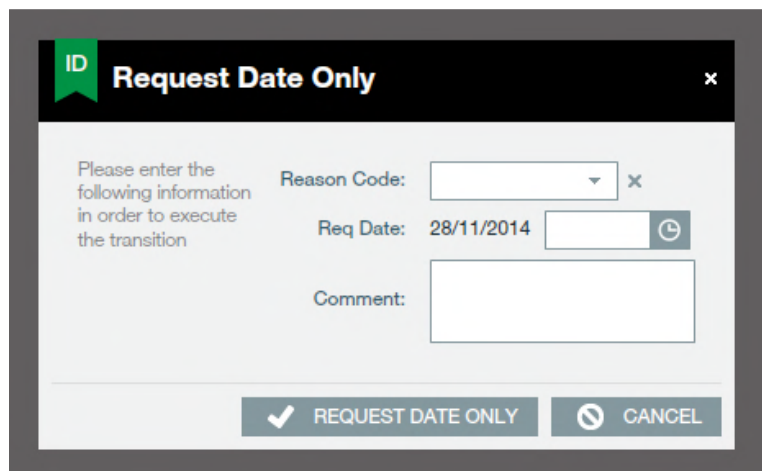 ID
Request Date Only
Please enter the
following information
in order to execute
the transition
Reason Code:
Req Date: 28/11/2014
Comment:
REQUEST DATE ONLY
CANCEL